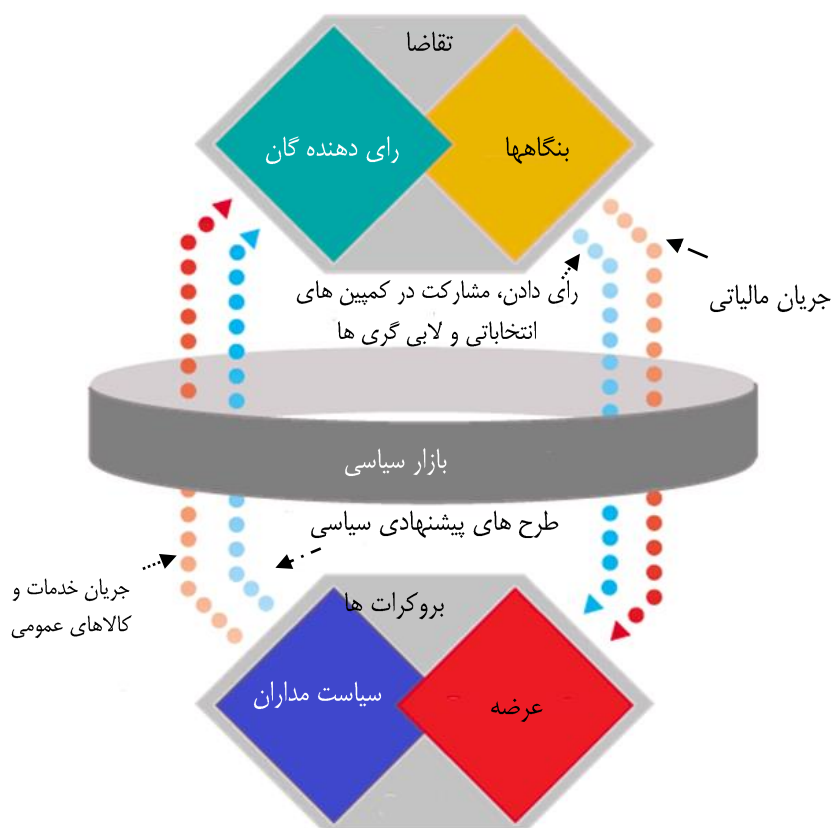 تقاضا
رای دهنده گان
بنگاهها
رای دادن، مشارکت در کمپین های
انتخاباتی و لابی گری ها
جریان مالیاتی
بازار سیاسی
طرح های پیشنهادی سیاسی
جریان خدمات و
کالاهای عمومی
بروکرات ها
سیاست مداران
عرضه